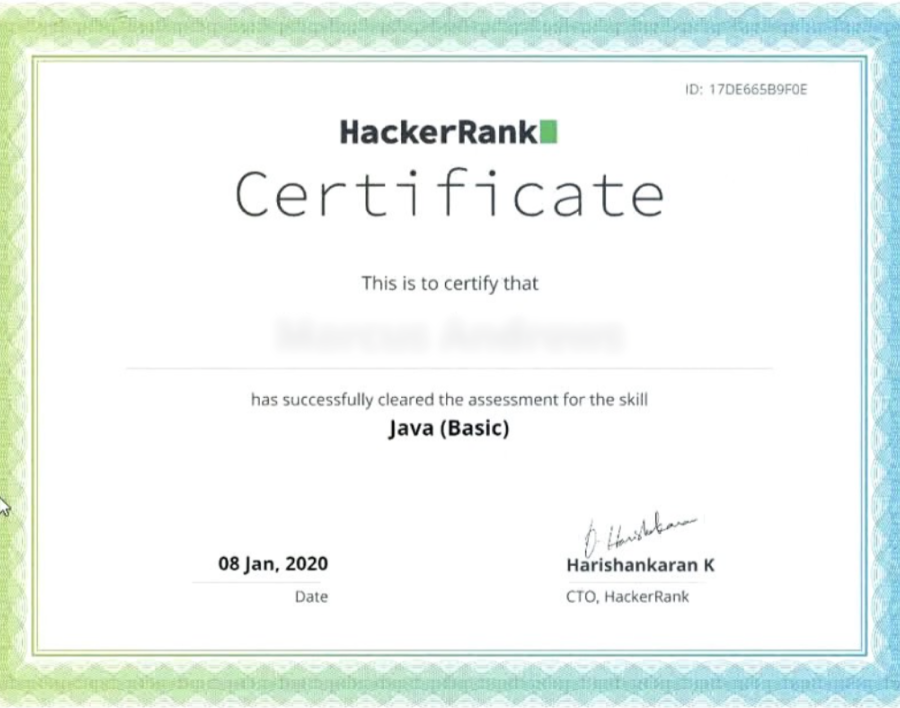 ID: 17DE665B9F0E
HackerRank
Certificate
This is to certify that
has successfully cleared the assessment for the skill
Java (Basic)
08 Jan, 2020
Date
Harishankaran K
CTO, HackerRank